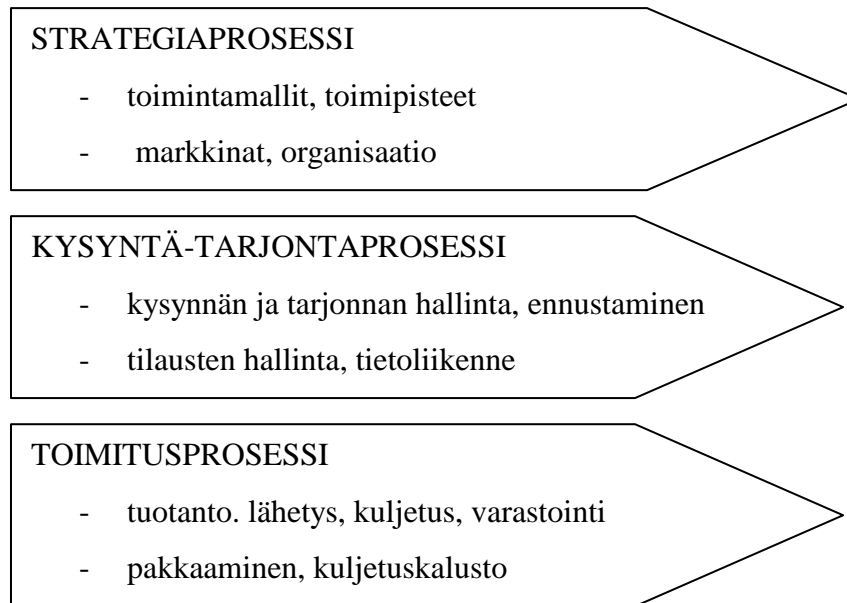 STRATEGIAPROSESSI
- toimintamallit, toimipisteet
- markkinat, organisaatio
KYSYNTÄ-TARJONTAPROSESSI
- kysynnän ja tarjonnan hallinta, ennustaminen
- tilausten hallinta, tietoliikenne
TOIMITUSPROSESSI
- tuotanto. lähetys, kuljetus, varastointi
- pakkaaminen, kuljetuskalusto